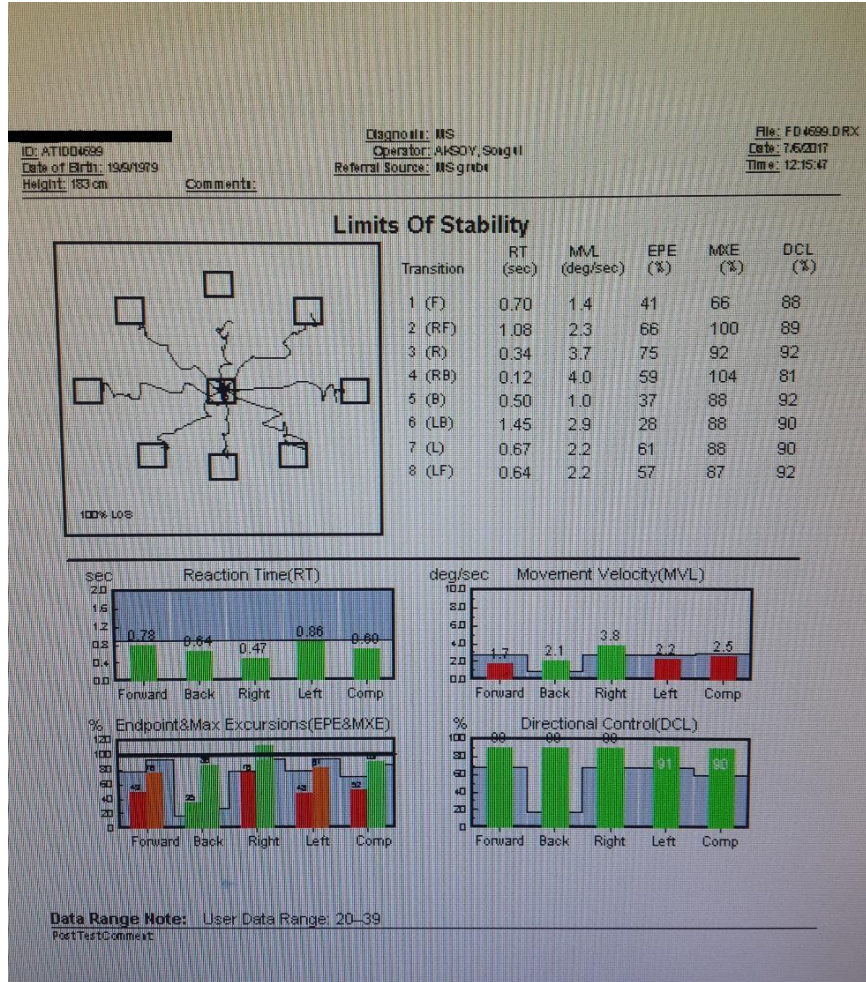 Diagnosis: MS
File: FD4699.DRX
ID: ATIDD4699
Operator: AKSOY, Songul
Date: 7/6/2017
Date of Birth: 19/9/1979
Referral Source: MS grubu
Time: 12:15:47
Height: 183 cm
Comments:
Limits Of Stability
Transition RT (sec) MVL (deg/sec) EPE (%) MXE (%) DCL (%)
1 (F) 0.70 1.4 41 66 88
2 (RF) 1.08 2.3 66 100 89
3 (R) 0.34 3.7 75 92 92
4 (RB) 0.12 4.0 59 104 81
5 (B) 0.50 1.0 37 88 92
6 (LB) 1.45 2.9 28 88 90
7 (L) 0.67 2.2 61 88 90
8 (LF) 0.64 2.2 57 87 92
100% LOS
sec Reaction Time(RT)
2.0
1.6
1.2
0.8
0.4
0.0
0.78 0.64 0.47 0.86 0.60
Forward Back Right Left Comp
deg/sec Movement Velocity(MVL)
10.0
8.0
6.0
4.0
2.0
0.0
1.7 2.1 3.8 2.2 2.5
Forward Back Right Left Comp
% Endpoint&Max Excursions(EPE&MXE)
120
100
80
60
40
20
0
Forward Back Right Left Comp
% Directional Control(DCL)
100
80
60
40
20
0
91 90
Forward Back Right Left Comp
Data Range Note: User Data Range: 20–39
PostTestComment: